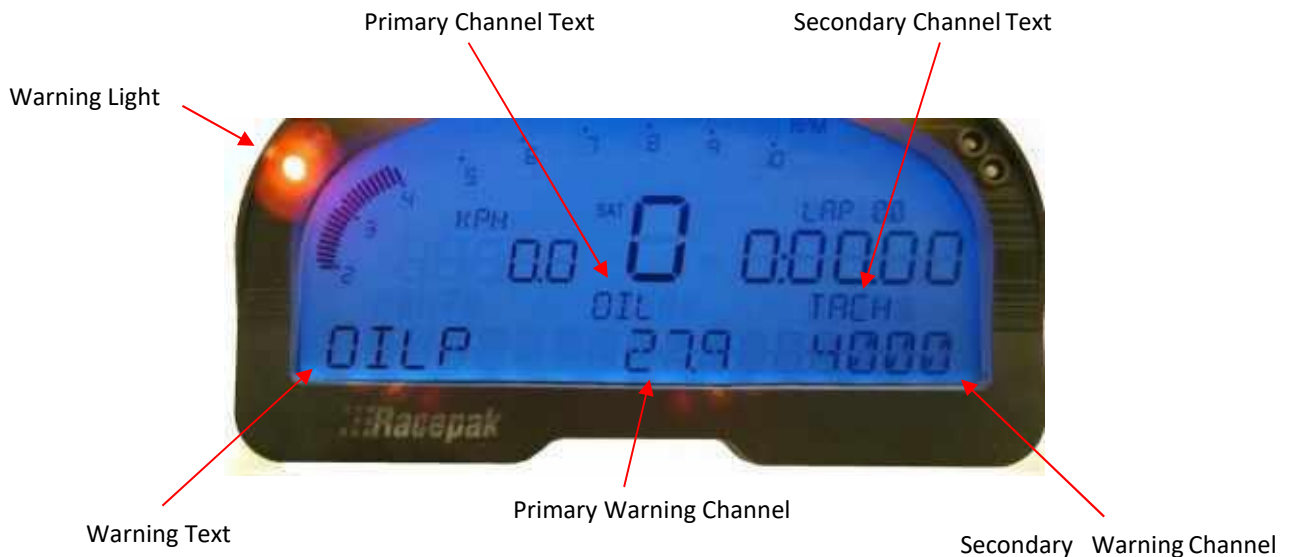 Primary Channel Text
Secondary Channel Text
Warning Light
RPM
5 6 7 8 9 10
4
3
2
KPH
SAT
0
LAP 00
0.0
0:00.00
OIL
TACH
OILP
27.9
4000
Racepak
Primary Warning Channel
Warning Text
Secondary Warning Channel